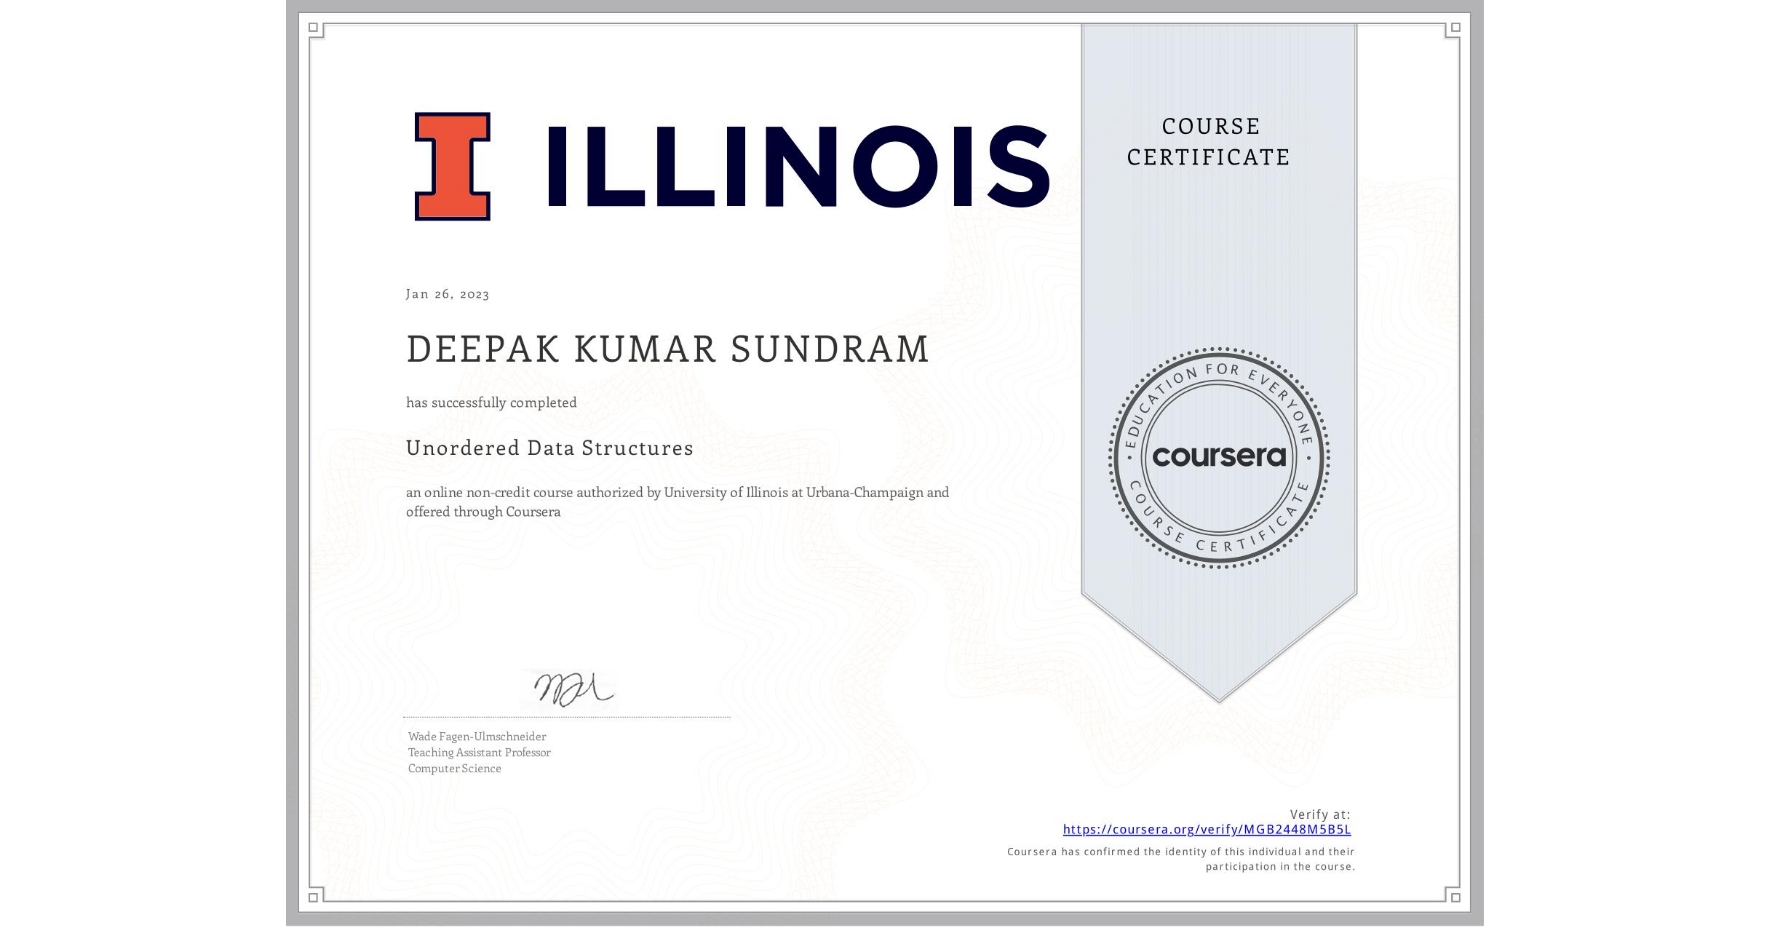 I ILLINOIS
COURSE
CERTIFICATE
Jan 26, 2023
DEEPAK KUMAR SUNDRAM
has successfully completed
Unordered Data Structures
an online non-credit course authorized by University of Illinois at Urbana-Champaign and
offered through Coursera
EDUCATION FOR EVERYONE
coursera
COURSE CERTIFICATE
Wade Fagen-Ulmschneider
Teaching Assistant Professor
Computer Science
Verify at:
https://coursera.org/verify/MGB2448M5B5L
Coursera has confirmed the identity of this individual and their
participation in the course.